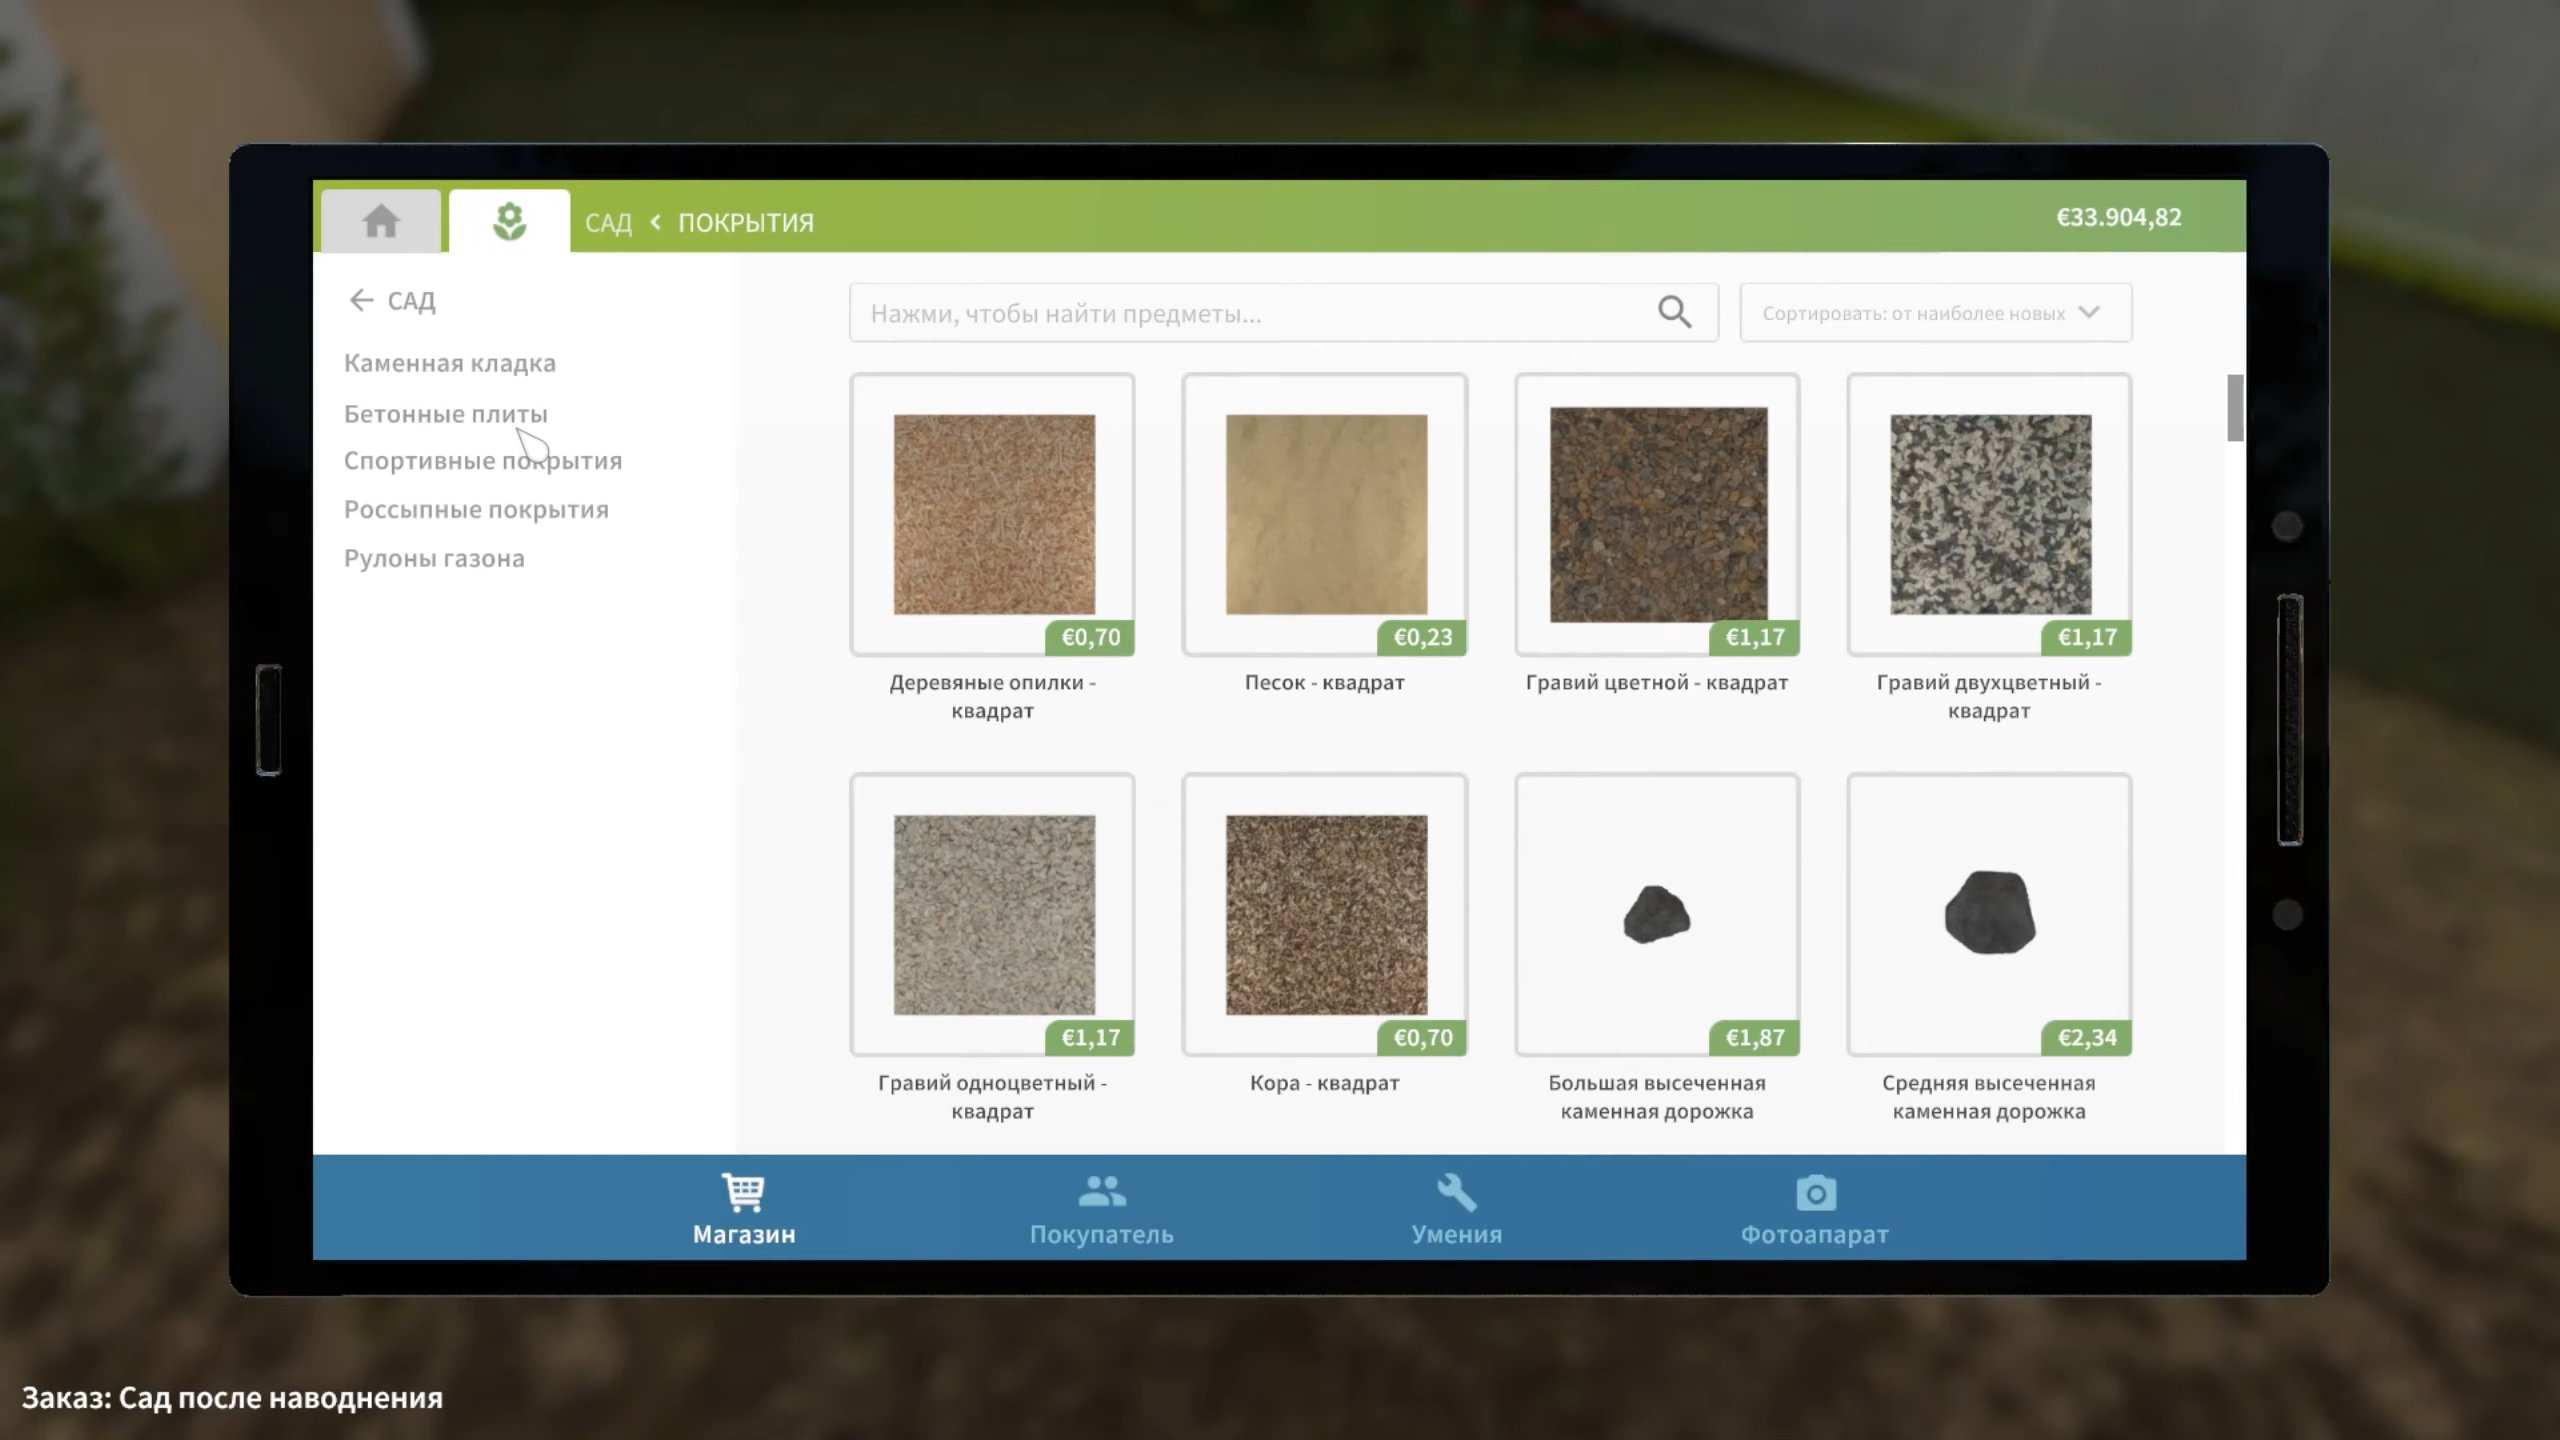 САД < ПОКРЫТИЯ
€33.904,82
САД
Каменная кладка
Бетонные плиты
Спортивные покрытия
Россыпные покрытия
Рулоны газона
Нажми, чтобы найти предметы...
Сортировать: от наиболее новых
€0,70
€0,23
€1,17
€1,17
Деревяные опилки -
квадрат
Песок - квадрат
Гравий цветной - квадрат
Гравий двухцветный -
квадрат
€1,17
€0,70
€1,87
€2,34
Гравий одноцветный -
квадрат
Кора - квадрат
Большая высеченная
каменная дорожка
Средняя высеченная
каменная дорожка
Магазин
Покупатель
Умения
Фотоапарат
Заказ: Сад после наводнения